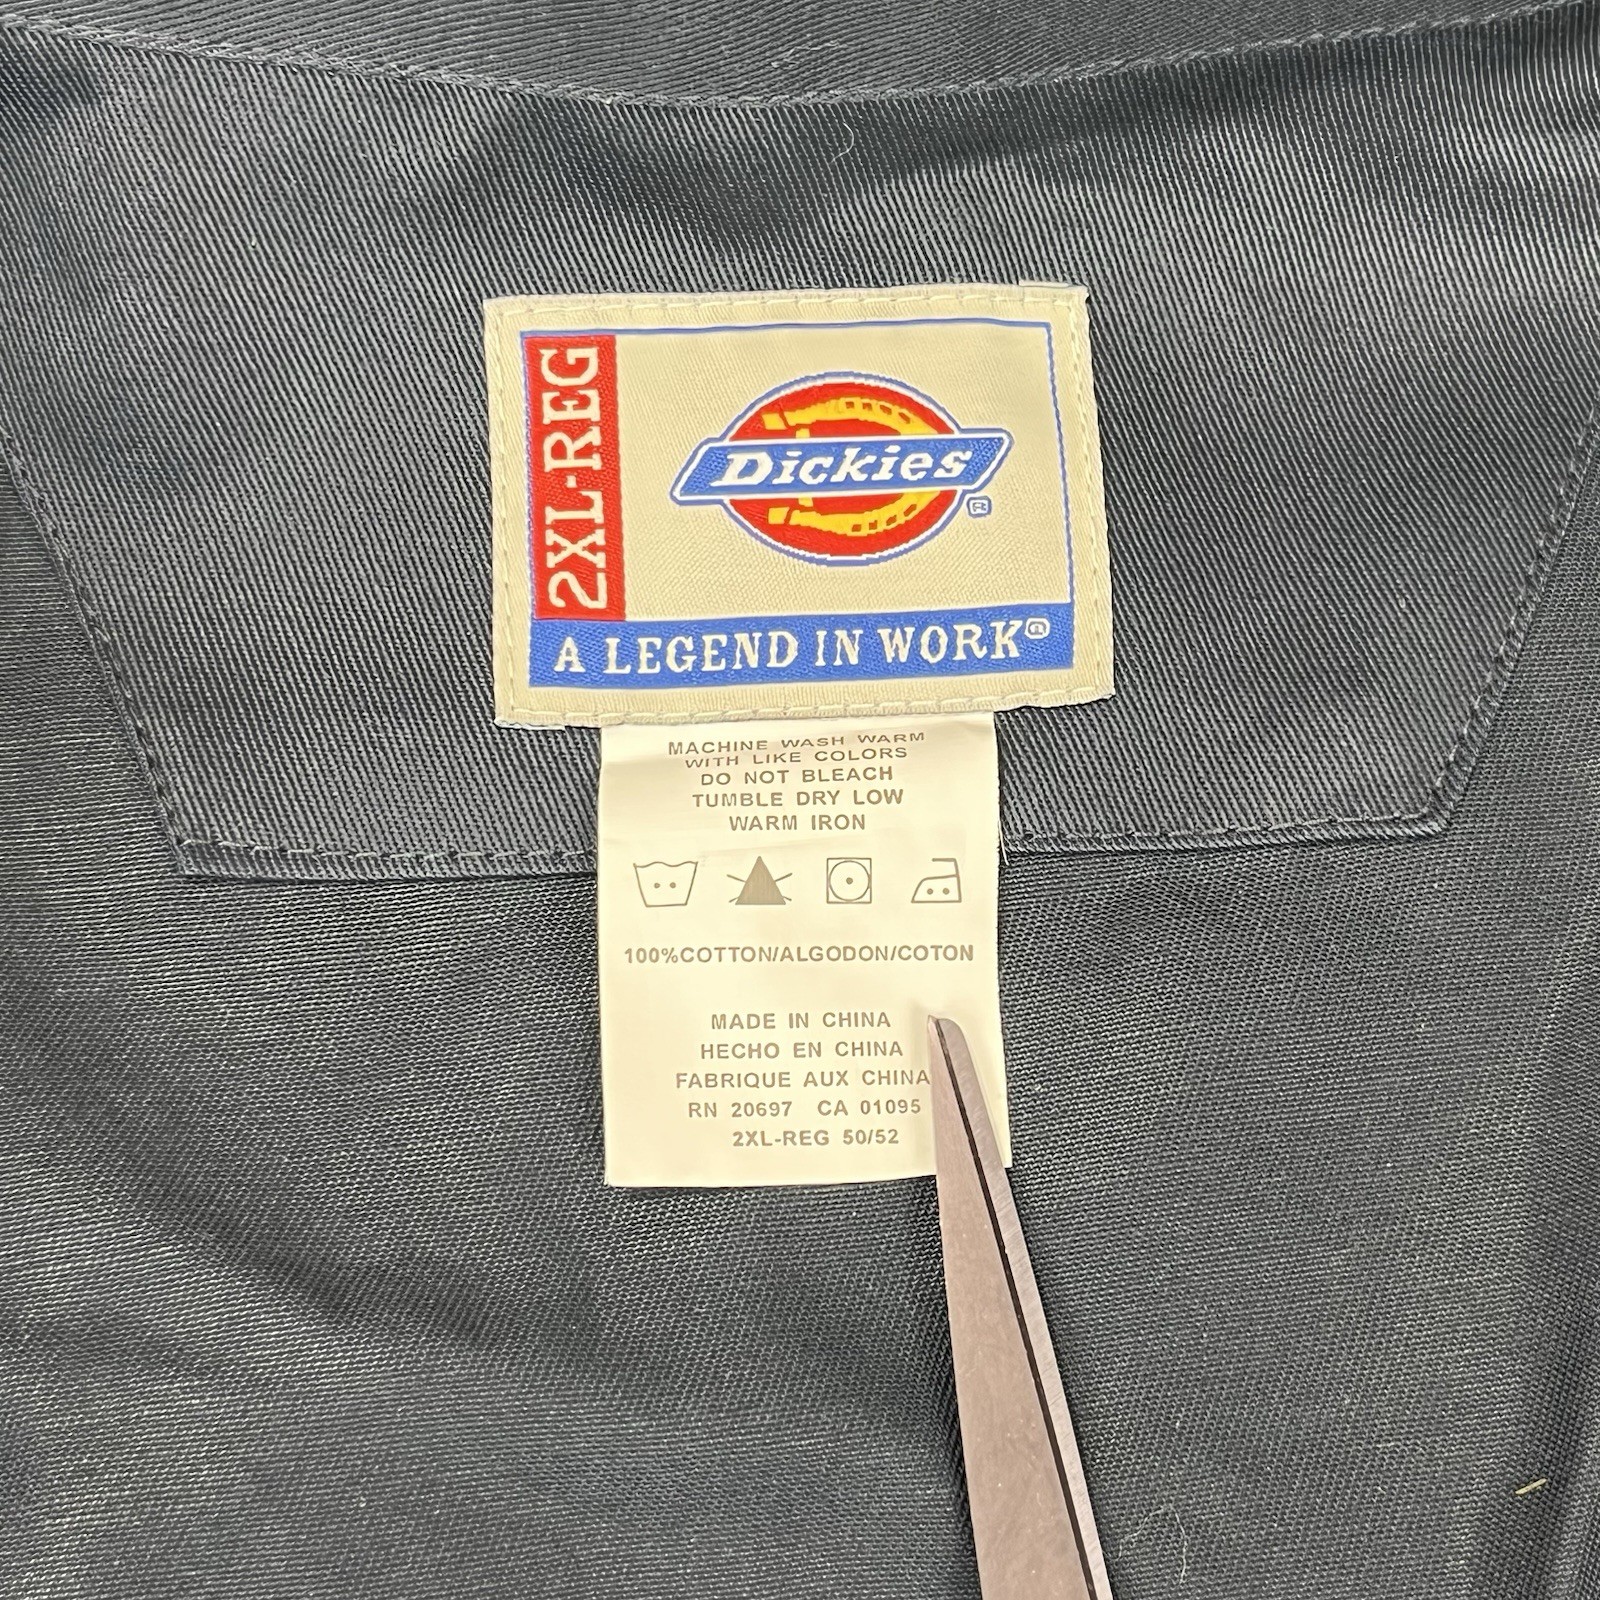 2XL-REG
Dickies®
A LEGEND IN WORK®
MACHINE WASH WARM
WITH LIKE COLORS
DO NOT BLEACH
TUMBLE DRY LOW
WARM IRON
100%COTTON/ALGODON/COTON
MADE IN CHINA
HECHO EN CHINA
FABRIQUE AUX CHINA
RN 20697 CA 01095
2XL-REG 50/52